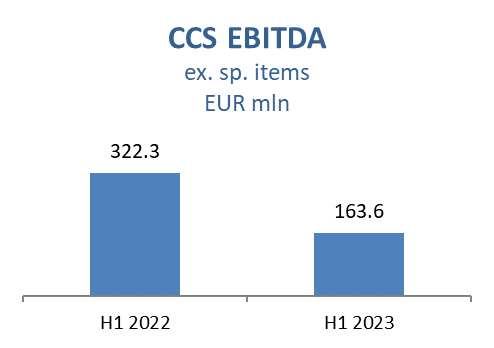 CCS EBITDA
ex. sp. items
EUR mln
322.3
163.6
H1 2022
H1 2023